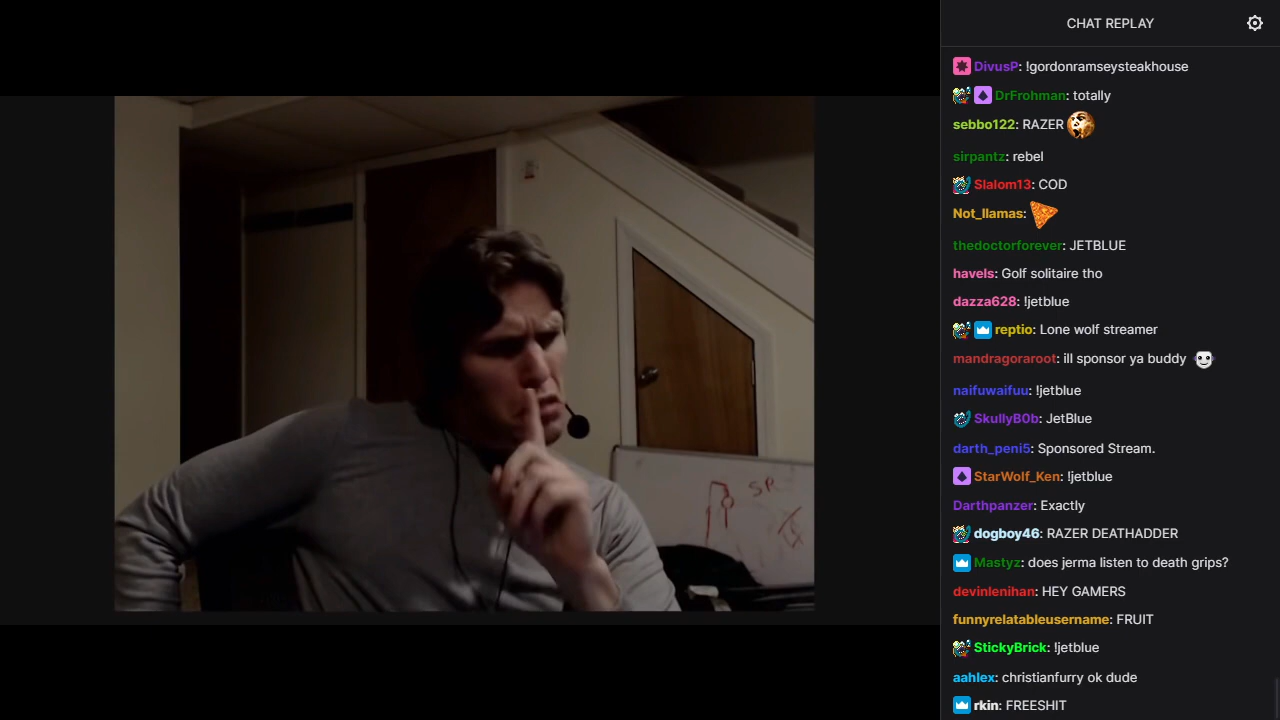 CHAT REPLAY
DivusP: !gordonramseysteakhouse
DrFrohman: totally
sebbo122: RAZER
sirpantz: rebel
Slalom13: COD
Not_llamas:
thedoctorforever: JETBLUE
havels: Golf solitaire tho
dazza628: !jetblue
reptio: Lone wolf streamer
mandragoraroot: ill sponsor ya buddy
naifuwaifuu: !jetblue
SkullyB0b: JetBlue
darth_peni5: Sponsored Stream.
StarWolf_Ken: !jetblue
Darthpanzer: Exactly
dogboy46: RAZER DEATHADDER
Mastyz: does jerma listen to death grips?
devinlenihan: HEY GAMERS
funnyrelatableusername: FRUIT
StickyBrick: !jetblue
aahlex: christianfurry ok dude
rkin: FREESHIT
SP